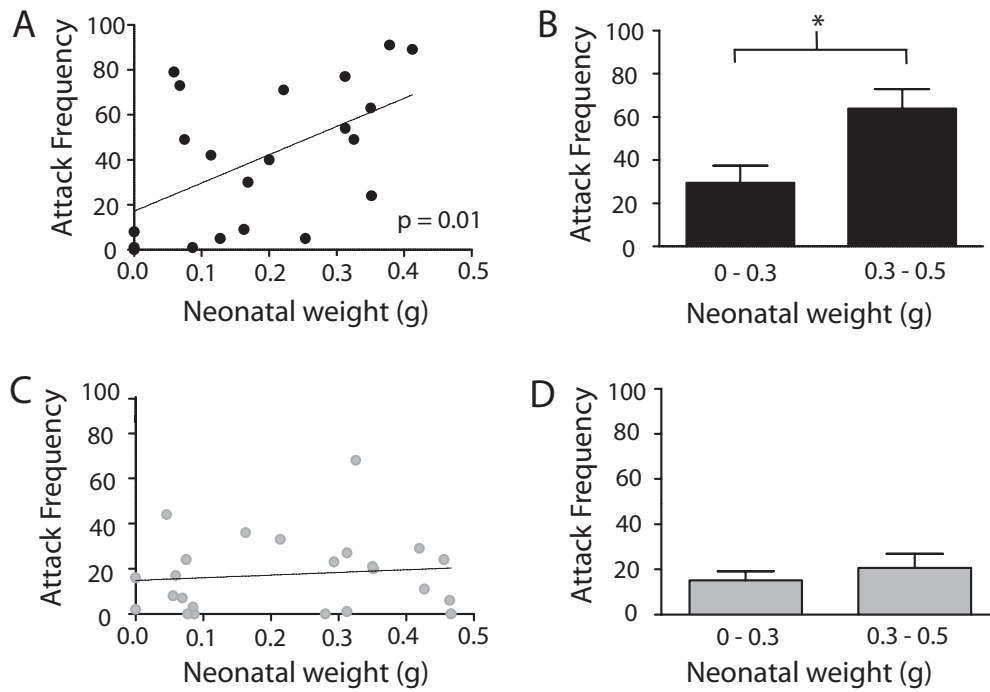 A
Attack Frequency
100
80
60
40
20
0
p = 0.01
0.0 0.1 0.2 0.3 0.4 0.5
Neonatal weight (g)
B
*
Attack Frequency
100
80
60
40
20
0
0 - 0.3 0.3 - 0.5
Neonatal weight (g)
C
Attack Frequency
100
80
60
40
20
0
0.0 0.1 0.2 0.3 0.4 0.5
Neonatal weight (g)
D
Attack Frequency
100
80
60
40
20
0
0 - 0.3 0.3 - 0.5
Neonatal weight (g)